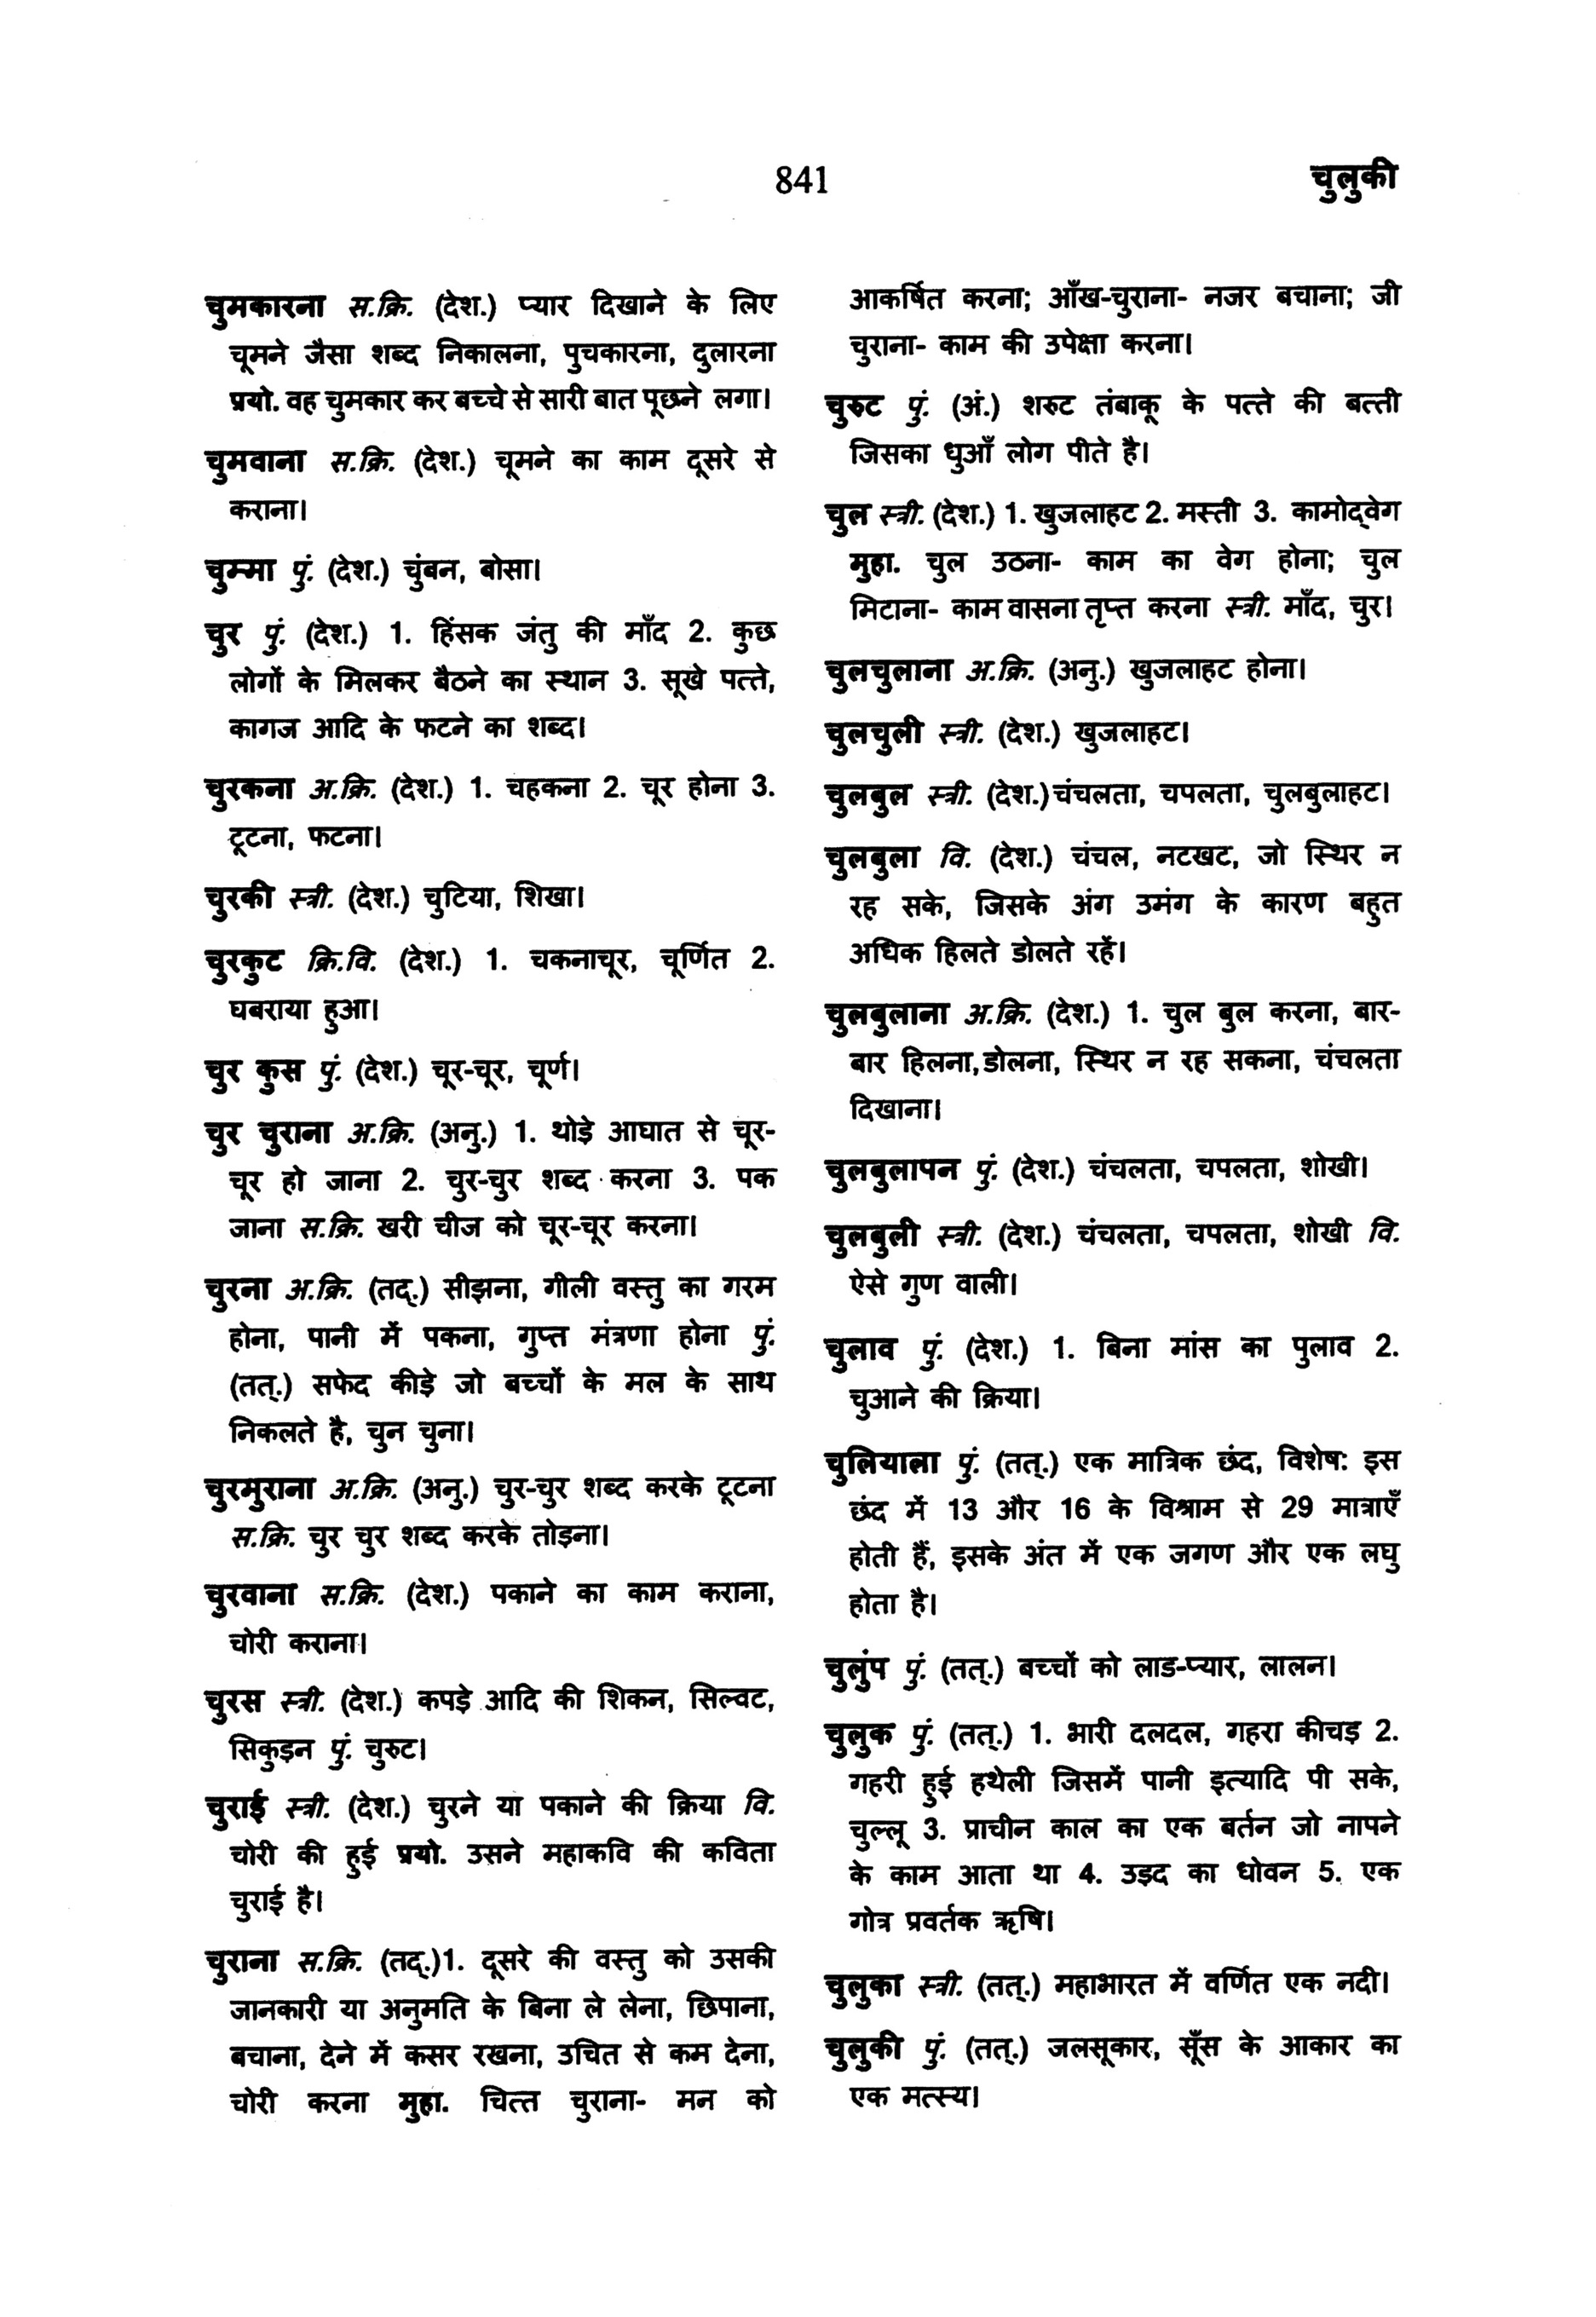 841
चुलुकी
चुमकारना स.क्रि. (देश.) प्यार दिखाने के लिए
चूमने जैसा शब्द निकालना, पुचकारना, दुलारना
प्रयो. वह चुमकार कर बच्चे से सारी बात पूछने लगा।
चुमवाना स.क्रि. (देश.) चूमने का काम दूसरे से
कराना।
चुम्मा पुं. (देश.) चुंबन, बोसा।
चुर पुं. (देश.) 1. हिंसक जंतु की माँद 2. कुछ
लोगों के मिलकर बैठने का स्थान 3. सूखे पत्ते,
कागज आदि के फटने का शब्द।
चुरकना अ.क्रि. (देश.) 1. चहकना 2. चूर होना 3.
टूटना, फटना।
चुरकी स्त्री. (देश.) चुटिया, शिखा।
चुरकुट क्रि.वि. (देश.) 1. चकनाचूर, चूर्णित 2.
घबराया हुआ।
चुर कुस पुं. (देश.) चूर-चूर, चूर्ण।
चुर चुराना अ.क्रि. (अनु.) 1. थोड़े आघात से चूर-
चूर हो जाना 2. चुर-चुर शब्द करना 3. पक
जाना स.क्रि. खरी चीज को चूर-चूर करना।
चुरना अ.क्रि. (तद्.) सीझना, गीली वस्तु का गरम
होना, पानी में पकना, गुप्त मंत्रणा होना पुं.
(तत्.) सफेद कीड़े जो बच्चों के मल के साथ
निकलते है, चुन चुना।
चुरमुराना अ.क्रि. (अनु.) चुर-चुर शब्द करके टूटना
स.क्रि. चुर चुर शब्द करके तोड़ना।
चुरवाना स.क्रि. (देश.) पकाने का काम कराना,
चोरी कराना।
चुरस स्त्री. (देश.) कपड़े आदि की शिकन, सिल्वट,
सिकुड़न पुं. चुरुट।
चुराई स्त्री. (देश.) चुरने या पकाने की क्रिया वि.
चोरी की हुई प्रयो. उसने महाकवि की कविता
चुराई है।
चुराना स.क्रि. (तद्.)1. दूसरे की वस्तु को उसकी
जानकारी या अनुमति के बिना ले लेना, छिपाना,
बचाना, देने में कसर रखना, उचित से कम देना,
चोरी करना मुहा. चित्त चुराना- मन को
आकर्षित करना; आँख-चुराना- नजर बचाना; जी
चुराना- काम की उपेक्षा करना।
चुरुट पुं. (अं.) शरुट तंबाकू के पत्ते की बत्ती
जिसका धुआँ लोग पीते है।
चुल स्त्री. (देश.) 1. खुजलाहट 2. मस्ती 3. कामोद्वेग
मुहा. चुल उठना- काम का वेग होना; चुल
मिटाना- काम वासना तृप्त करना स्त्री. माँद, चुर।
चुलचुलाना अ.क्रि. (अनु.) खुजलाहट होना।
चुलचुली स्त्री. (देश.) खुजलाहट।
चुलबुल स्त्री. (देश.)चंचलता, चपलता, चुलबुलाहट।
चुलबुला वि. (देश.) चंचल, नटखट, जो स्थिर न
रह सके, जिसके अंग उमंग के कारण बहुत
अधिक हिलते डोलते रहें।
चुलबुलाना अ.क्रि. (देश.) 1. चुल बुल करना, बार-
बार हिलना,डोलना, स्थिर न रह सकना, चंचलता
दिखाना।
चुलबुलापन पुं. (देश.) चंचलता, चपलता, शोखी।
चुलबुली स्त्री. (देश.) चंचलता, चपलता, शोखी वि.
ऐसे गुण वाली।
चुलाव पुं. (देश.) 1. बिना मांस का पुलाव 2.
चुआने की क्रिया।
चुलियाला पुं. (तत्.) एक मात्रिक छंद, विशेष: इस
छंद में 13 और 16 के विश्राम से 29 मात्राएँ
होती हैं, इसके अंत में एक जगण और एक लघु
होता है।
चुलुंप पुं. (तत्.) बच्चों को लाड-प्यार, लालन।
चुलुक पुं. (तत्.) 1. भारी दलदल, गहरा कीचड़ 2.
गहरी हुई हथेली जिसमें पानी इत्यादि पी सके,
चुल्लू 3. प्राचीन काल का एक बर्तन जो नापने
के काम आता था 4. उड़द का धोवन 5. एक
गोत्र प्रवर्तक ऋषि।
चुलुका स्त्री. (तत्.) महाभारत में वर्णित एक नदी।
चुलुकी पुं. (तत्.) जलसूकार, सूँस के आकार का
एक मत्स्य।